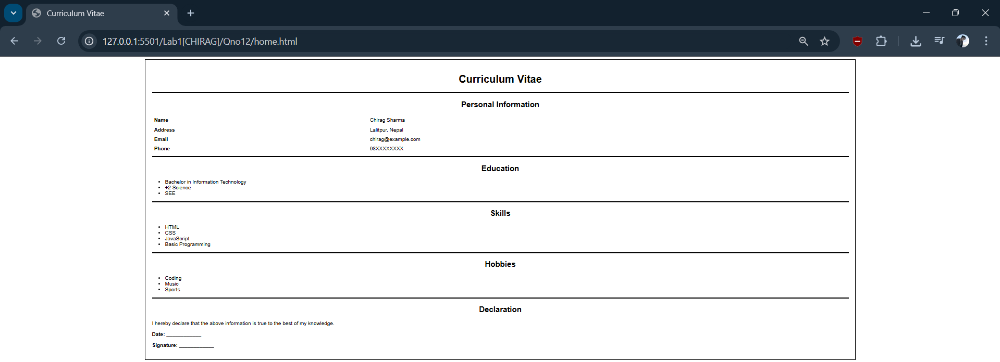 Curriculum Vitae
127.0.0.1:5501/Lab1[CHIRAG]/Qno12/home.html
Curriculum Vitae
Personal Information
Name Chirag Sharma
Address Lalitpur, Nepal
Email chirag@example.com
Phone 98XXXXXXXX
Education
• Bachelor in Information Technology
• +2 Science
• SEE
Skills
• HTML
• CSS
• JavaScript
• Basic Programming
Hobbies
• Coding
• Music
• Sports
Declaration
I hereby declare that the above information is true to the best of my knowledge.
Date: ____________
Signature: ____________